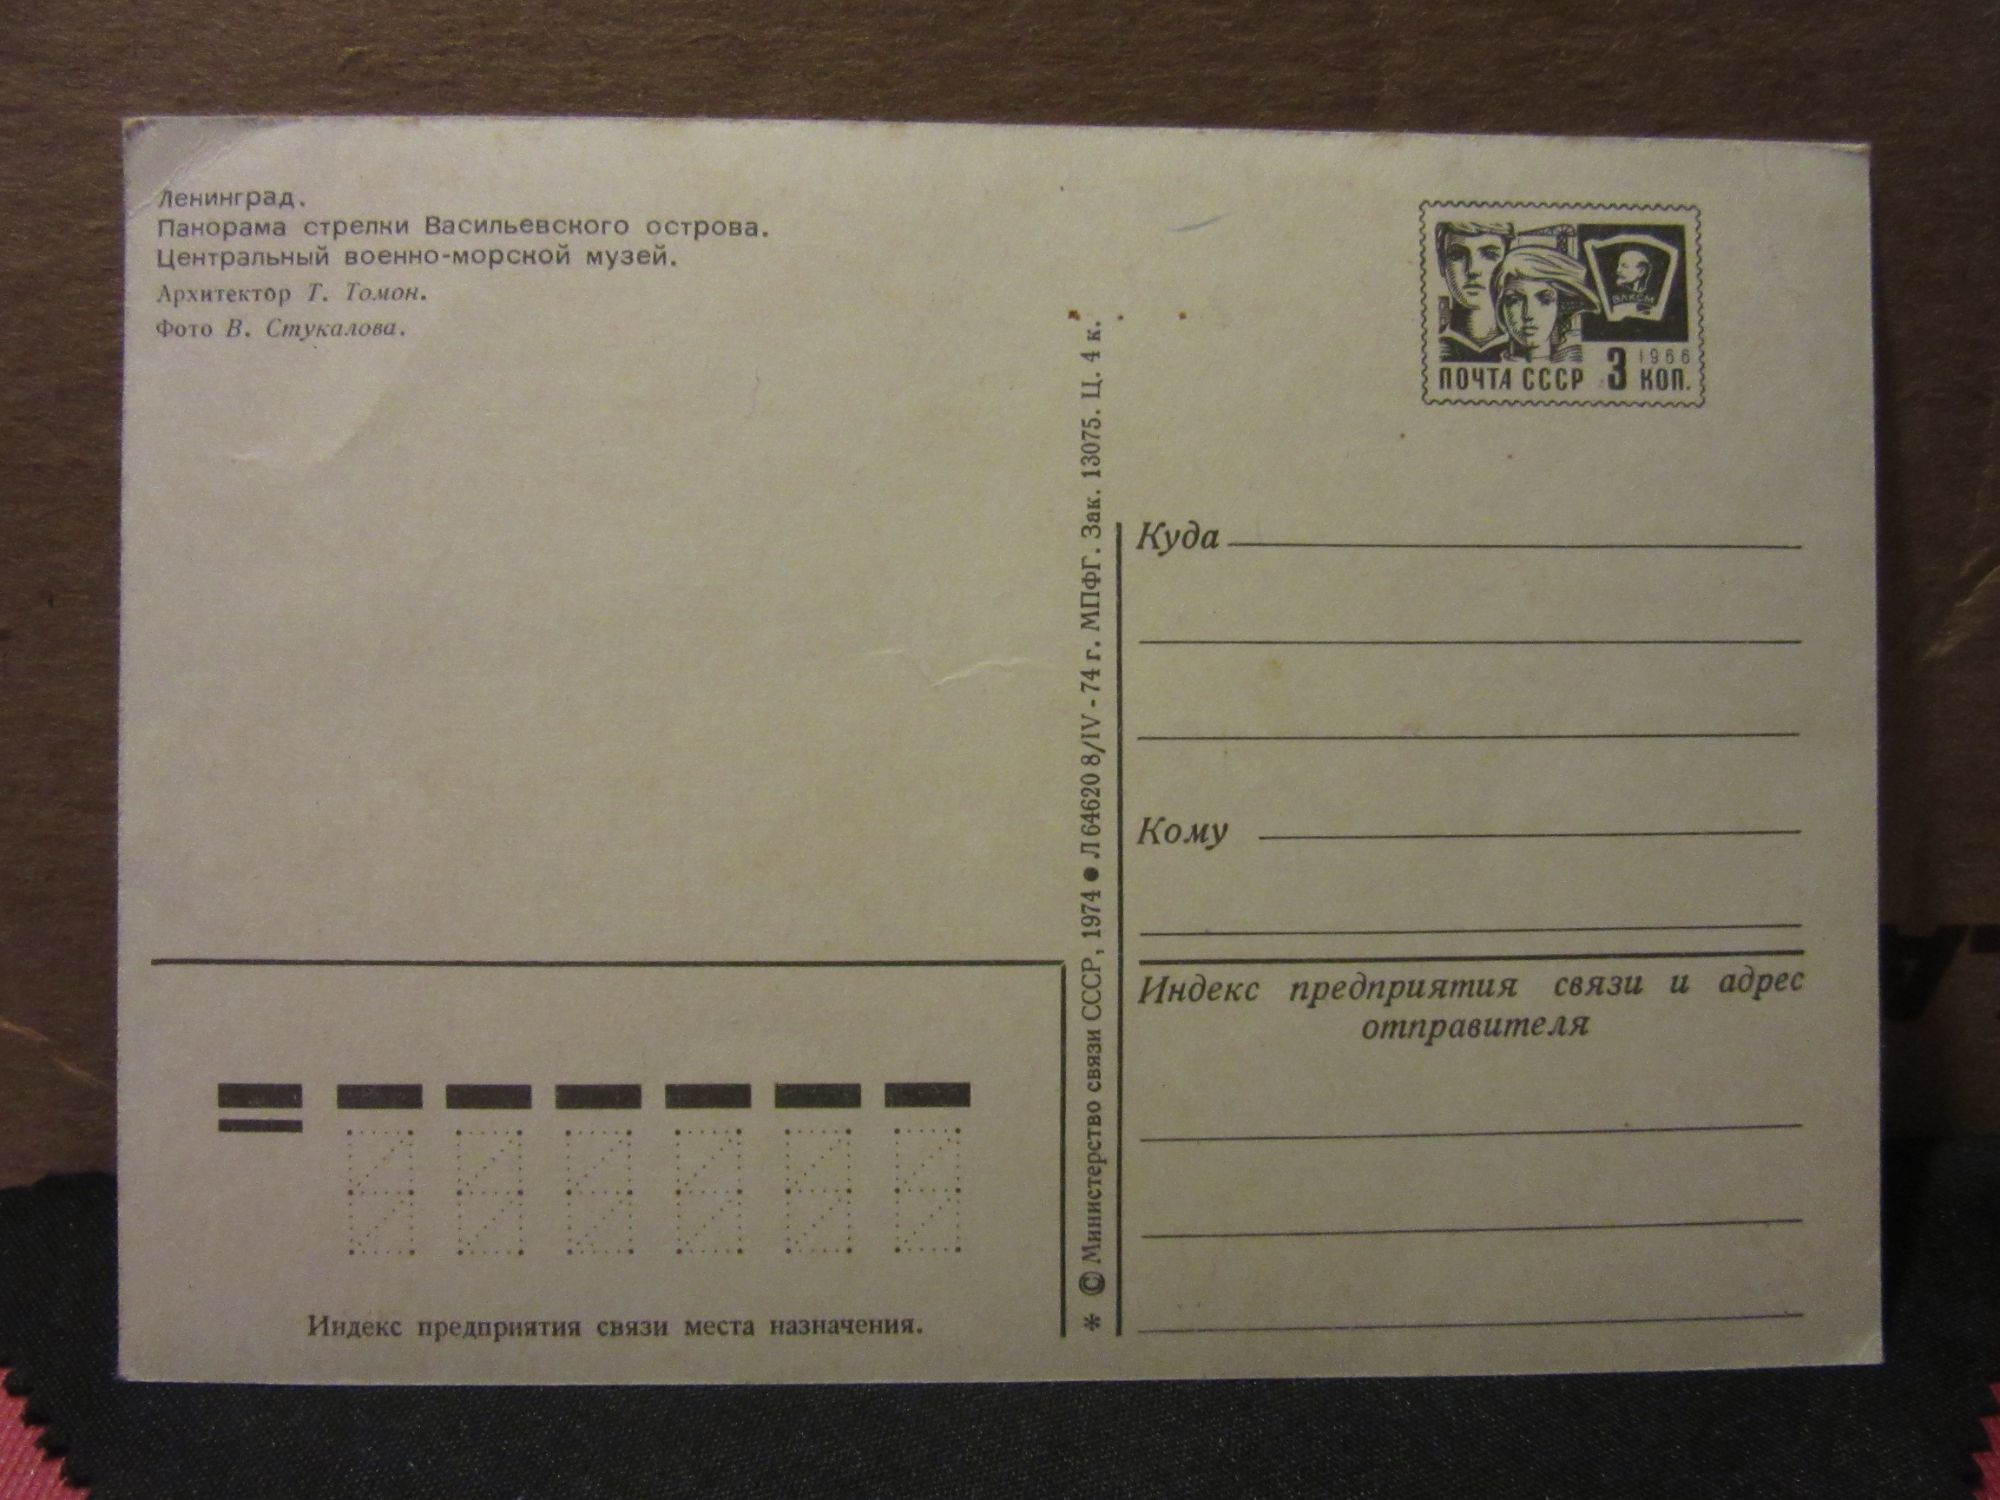 Ленинград.
Панорама стрелки Васильевского острова.
Центральный военно-морской музей.
Архитектор Т. Томон.
Фото В. Стукалова.
* © Министерство связи СССР, 1974 ● Л 64620 8/IV - 74 г. МПФГ. Зак. 13075. Ц. 4 к.
ВЛКСМ
1966
ПОЧТА СССР 3 КОП.
Куда
Кому
Индекс предприятия связи и адрес
отправителя
Индекс предприятия связи места назначения.